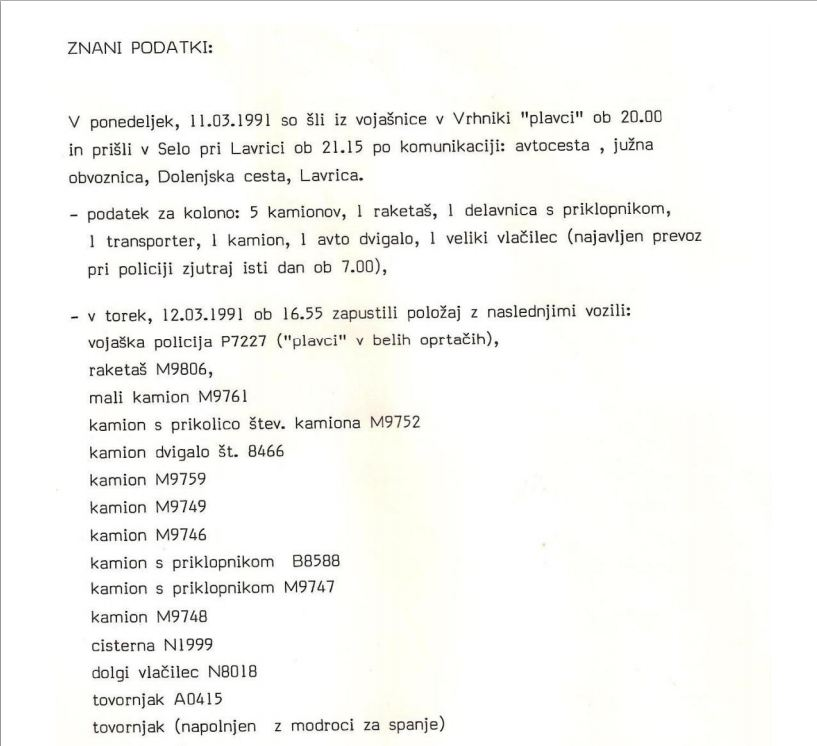 ZNANI PODATKI:
V ponedeljek, 11.03.1991 so šli iz vojašnice v Vrhniki "plavci" ob 20.00
in prišli v Selo pri Lavrici ob 21.15 po komunikaciji: avtocesta , južna
obvoznica, Dolenjska cesta, Lavrica.
- podatek za kolono: 5 kamionov, 1 raketaš, 1 delavnica s priklopnikom,
1 transporter, 1 kamion, 1 avto dvigalo, 1 veliki vlačilec (najavljen prevoz
pri policiji zjutraj isti dan ob 7.00),
- v torek, 12.03.1991 ob 16.55 zapustili položaj z naslednjimi vozili:
vojaška policija P7227 ("plavci" v belih oprtačih),
raketaš M9806,
mali kamion M9761
kamion s prikolico štev. kamiona M9752
kamion dvigalo št. 8466
kamion M9759
kamion M9749
kamion M9746
kamion s priklopnikom B8588
kamion s priklopnikom M9747
kamion M9748
cisterna N1999
dolgi vlačilec N8018
tovornjak A0415
tovornjak (napolnjen z modroci za spanje)